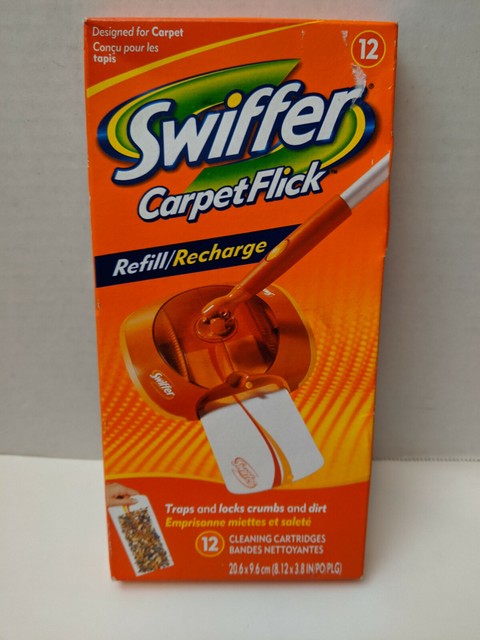 Designed for Carpet
Conçu pour les
tapis
12
Swiffer
CarpetFlick™
Refill/Recharge
Swiffer
Traps and locks crumbs and dirt
Emprisonne miettes et saleté
12 CLEANING CARTRIDGES
BANDES NETTOYANTES
20.6 x 9.6 cm (8.12 x 3.8 IN/PO/PLG)